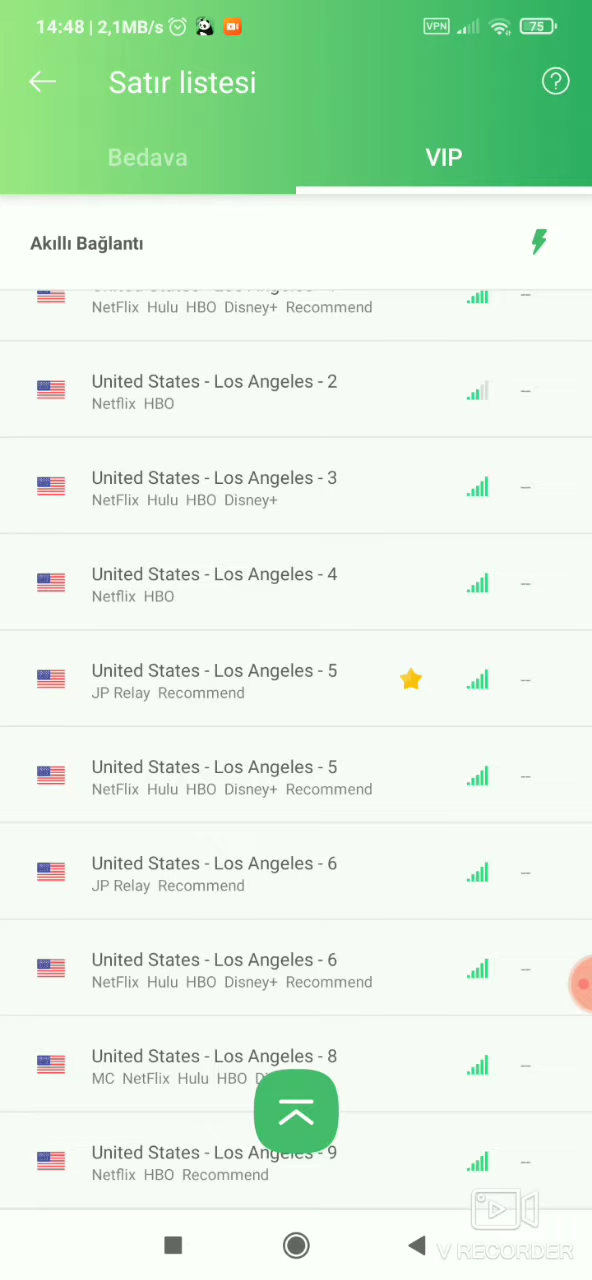 14:48 | 2,1MB/s VPN 75
Satır listesi
Bedava VIP
Akıllı Bağlantı
NetFlix Hulu HBO Disney+ Recommend --
United States - Los Angeles - 2 --
Netflix HBO
United States - Los Angeles - 3 --
NetFlix Hulu HBO Disney+
United States - Los Angeles - 4 --
Netflix HBO
United States - Los Angeles - 5 --
JP Relay Recommend
United States - Los Angeles - 5 --
NetFlix Hulu HBO Disney+ Recommend
United States - Los Angeles - 6 --
JP Relay Recommend
United States - Los Angeles - 6 --
NetFlix Hulu HBO Disney+ Recommend
United States - Los Angeles - 8 --
MC NetFlix Hulu HBO
United States - Los Angeles - 9 --
Netflix HBO Recommend
V RECORDER